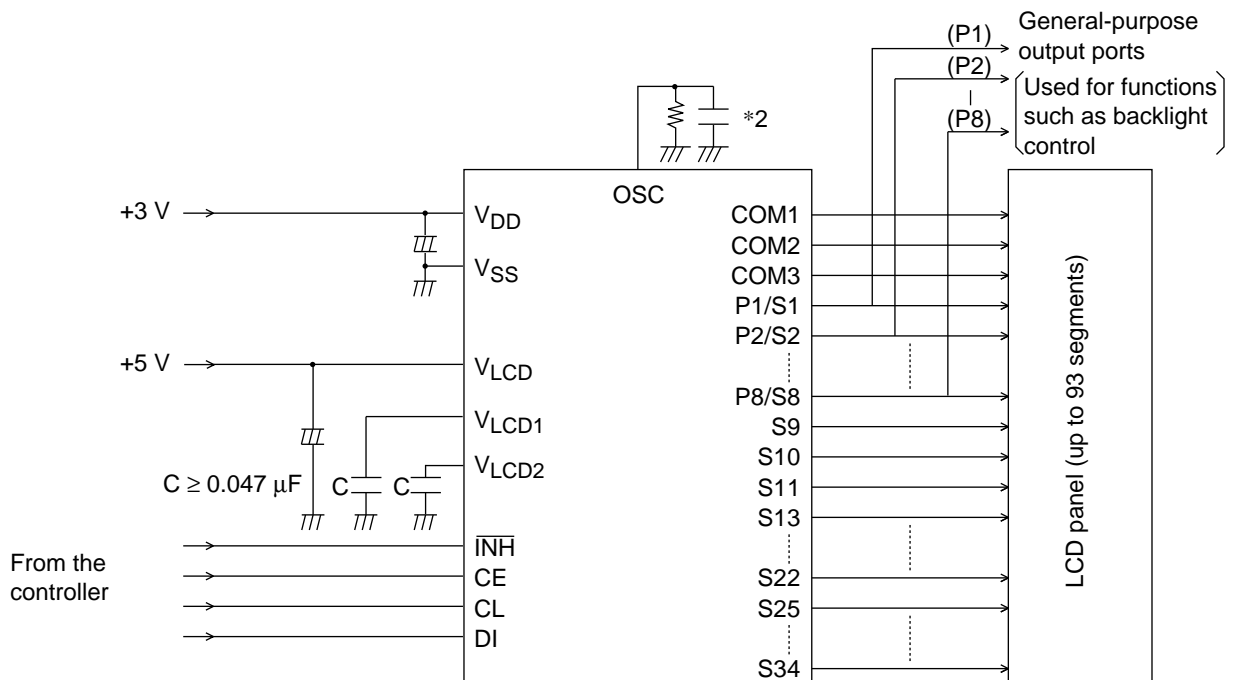 (P1)
General-purpose
output ports
(P2)
(P8)
Used for functions
such as backlight
control
*2
OSC
+3 V
VDD
VSS
+5 V
VLCD
VLCD1
VLCD2
C ≥ 0.047 μF
C
C
From the
controller
INH
CE
CL
DI
COM1
COM2
COM3
P1/S1
P2/S2
P8/S8
S9
S10
S11
S13
S22
S25
S34
LCD panel (up to 93 segments)